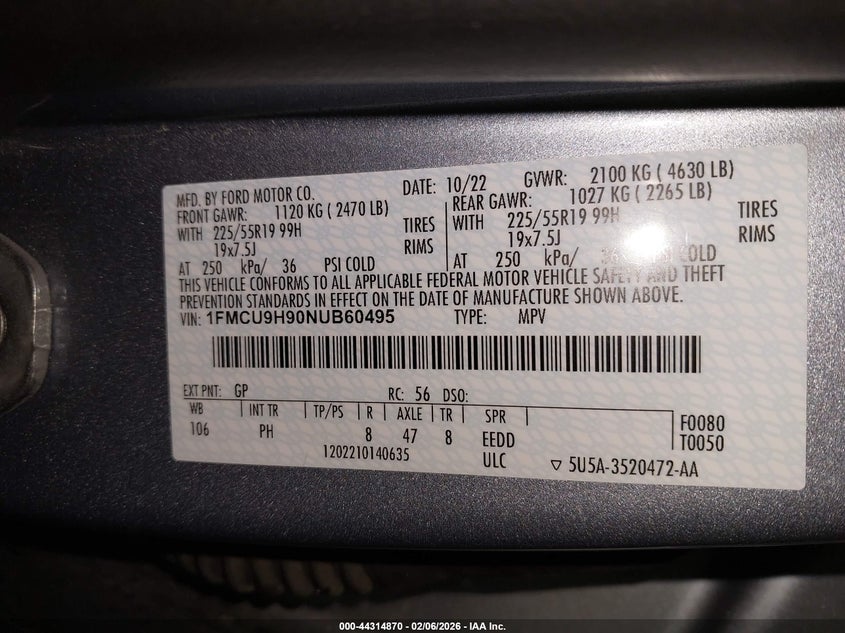 MFD. BY FORD MOTOR CO. DATE: 10/22 GVWR: 2100 KG ( 4630 LB)
FRONT GAWR: 1120 KG ( 2470 LB) REAR GAWR: 1027 KG ( 2265 LB)
WITH 225/55R19 99H TIRES WITH 225/55R19 99H TIRES
19x7.5J RIMS 19x7.5J RIMS
AT 250 kPa/ 36 PSI COLD AT 250 kPa/ 36 PSI COLD
THIS VEHICLE CONFORMS TO ALL APPLICABLE FEDERAL MOTOR VEHICLE SAFETY AND THEFT
PREVENTION STANDARDS IN EFFECT ON THE DATE OF MANUFACTURE SHOWN ABOVE.
VIN: 1FMCU9H90NUB60495 TYPE: MPV
EXT PNT: GP RC: 56 DSO:
WB INT TR TP/PS R AXLE TR SPR F0080
106 PH 8 47 8 EEDD T0050
1202210140635 ULC ▽ 5U5A-3520472-AA
000-44314870 | 02/06/2026 – IAA Inc.